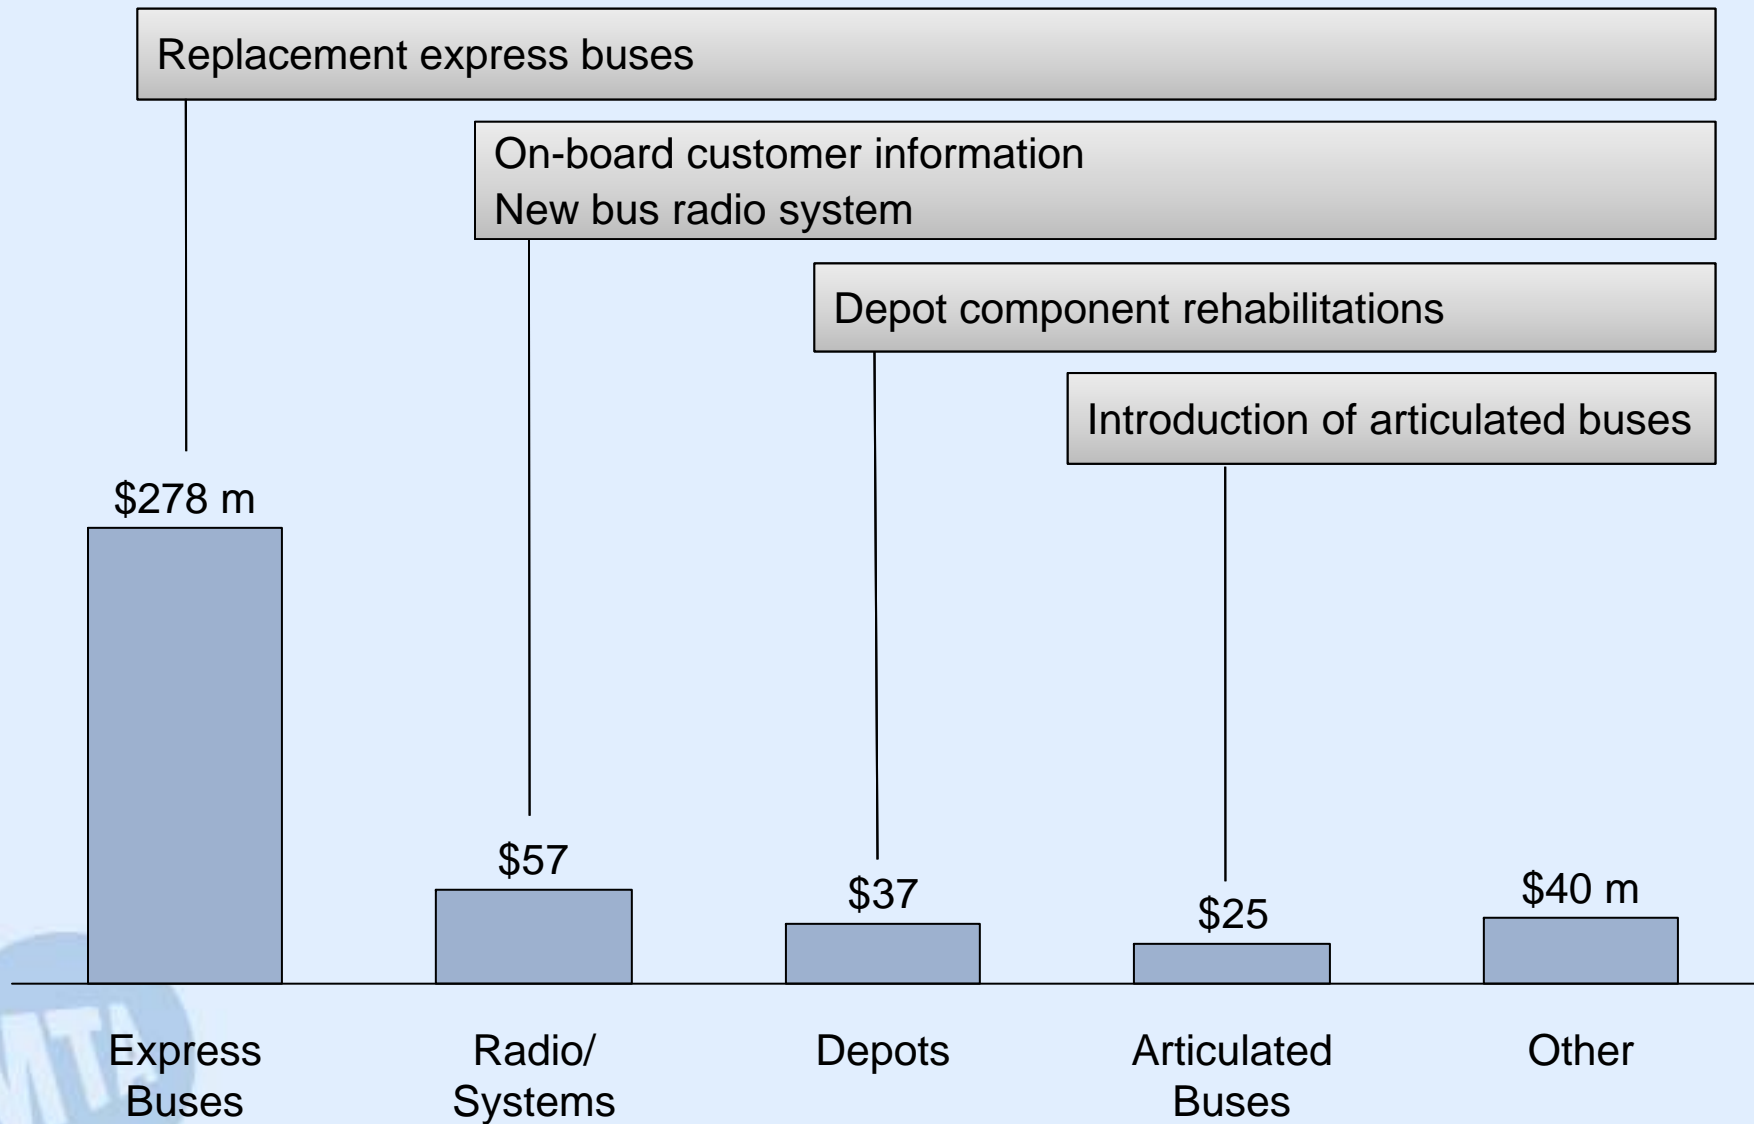 Replacement express buses
On-board customer information
New bus radio system
Depot component rehabilitations
Introduction of articulated buses
$278 m
$57
$37
$25
$40 m
Express
Buses
Radio/
Systems
Depots
Articulated
Buses
Other
MTA